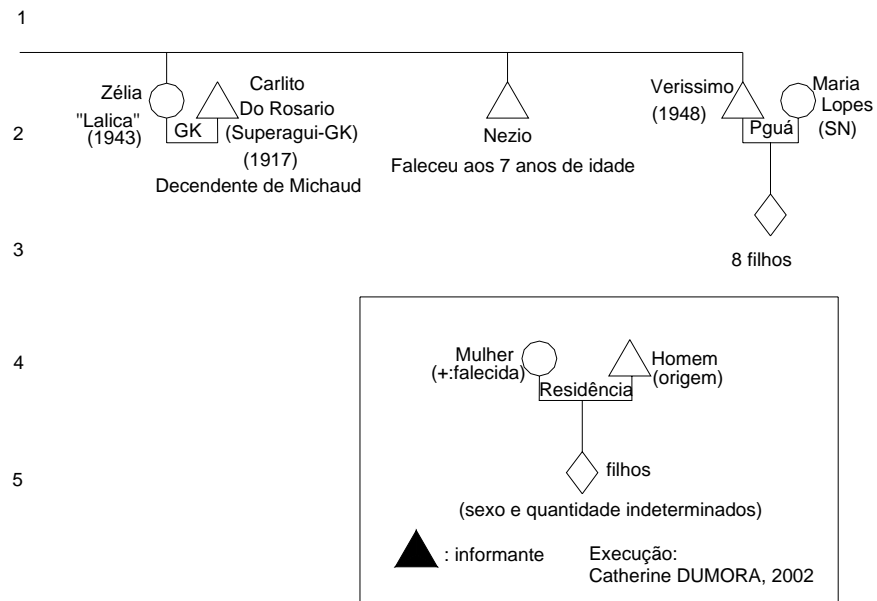 1
Zélia
"Lalica"
(1943)
GK
Carlito
Do Rosario
(Superagui-GK)
(1917)
Decendente de Michaud
Nezio
Faleceu aos 7 anos de idade
Verissimo
(1948)
Pguá
Maria
Lopes
(SN)
2
8 filhos
3
4
Mulher
(+:falecida)
Residência
Homem
(origem)
5
filhos
(sexo e quantidade indeterminados)
: informante
Execução:
Catherine DUMORA, 2002